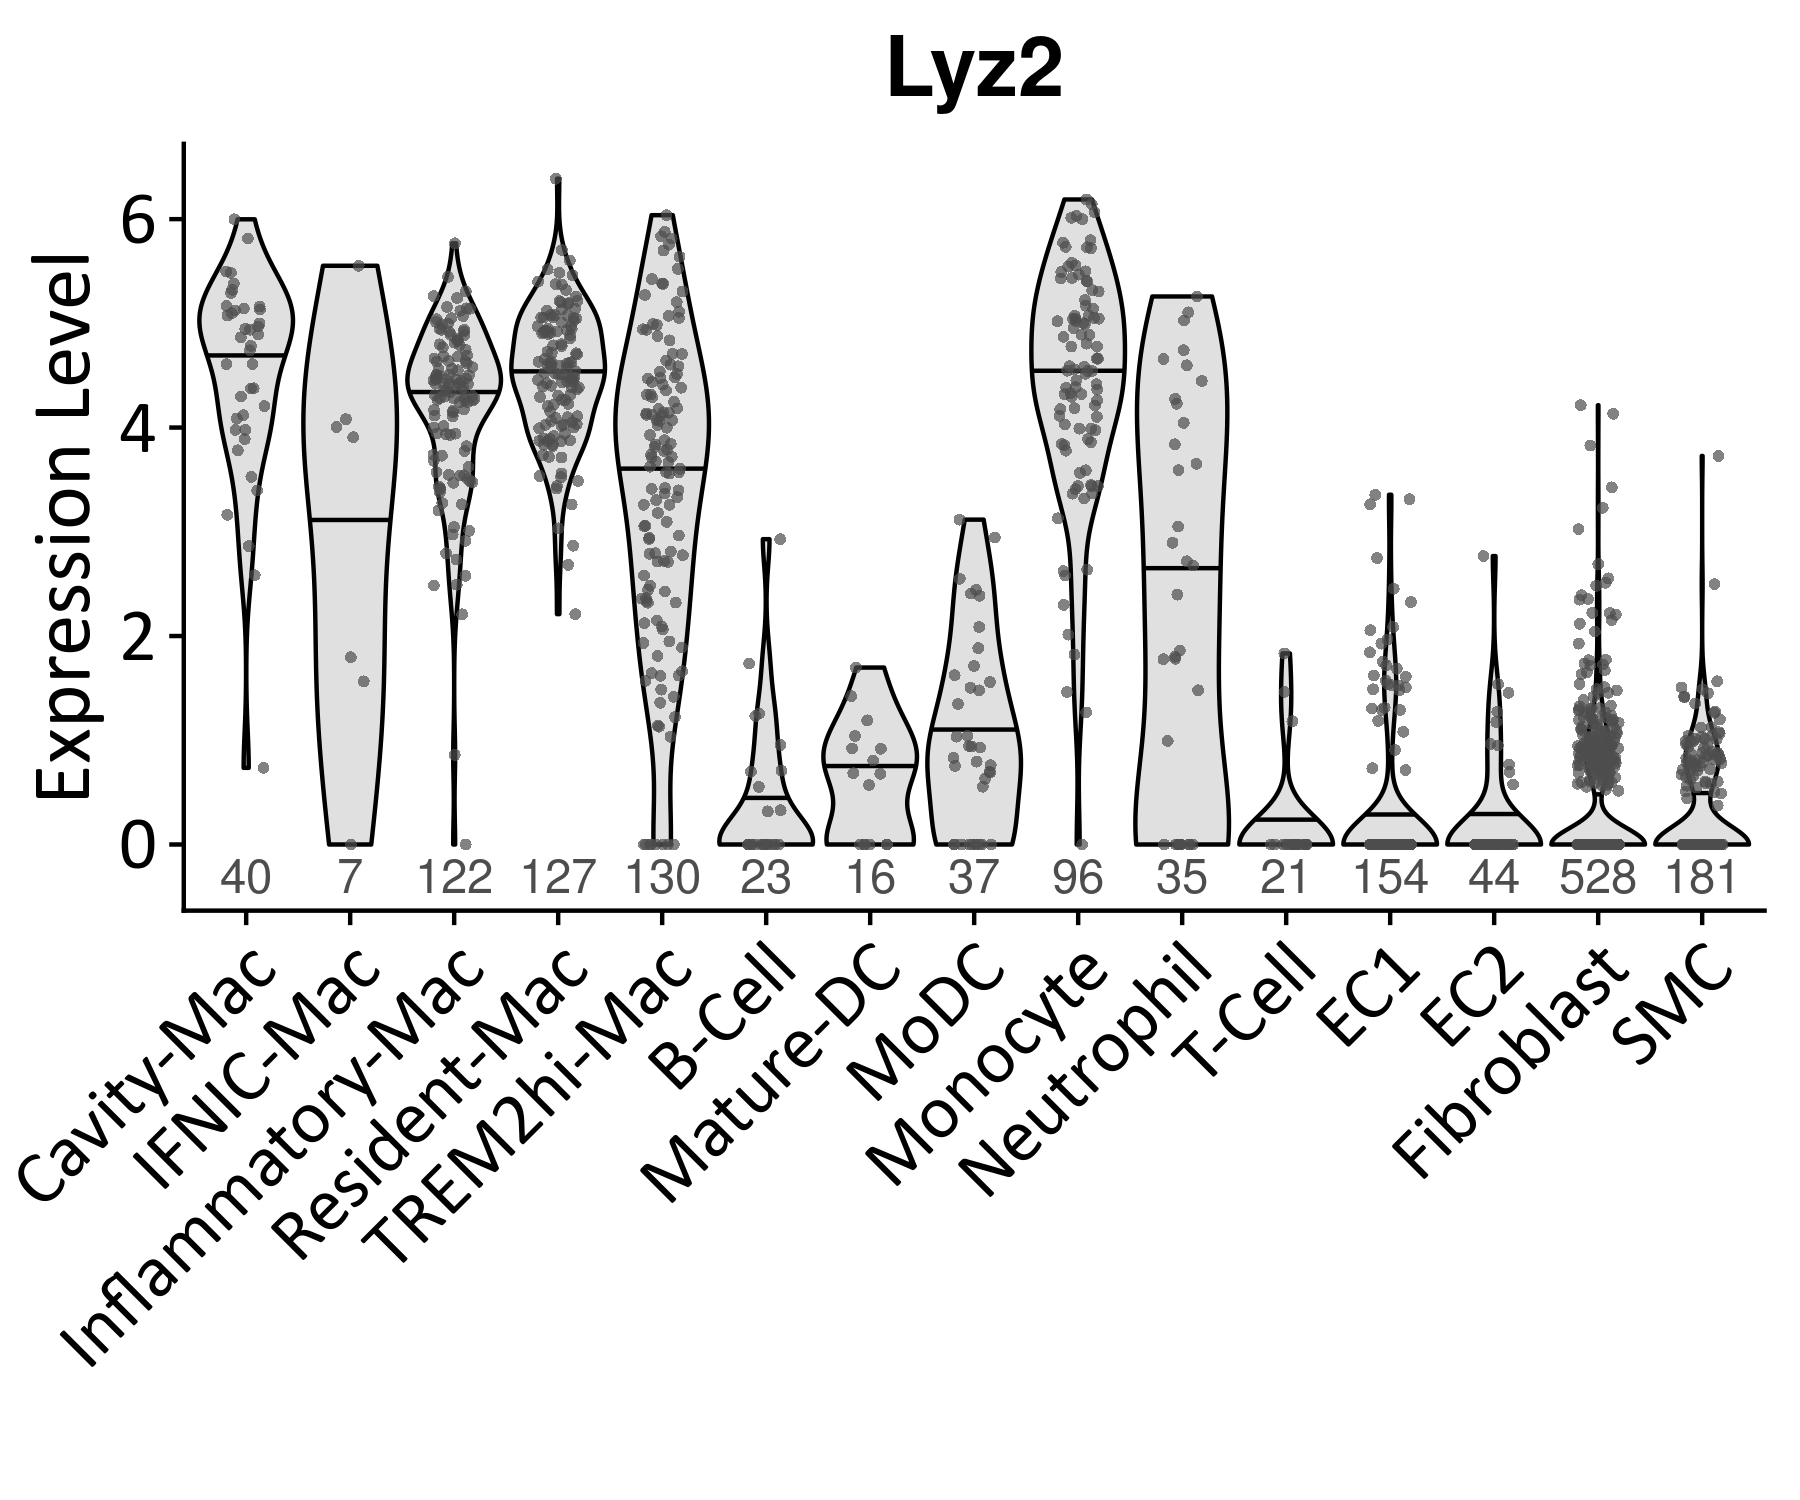 Lyz2
Expression Level
6
4
2
0
40 7 122 127 130 23 16 37 96 35 21 154 44 528 181
Cavity-Mac
IFNIC-Mac
Inflammatory-Mac
Resident-Mac
TREM2hi-Mac
B-Cell
Mature-DC
MoDC
Monocyte
Neutrophil
T-Cell
EC1
EC2
Fibroblast
SMC